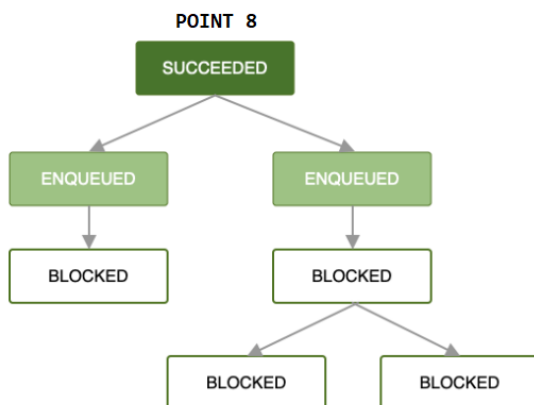 POINT 8
SUCCEEDED
ENQUEUED
ENQUEUED
BLOCKED
BLOCKED
BLOCKED
BLOCKED